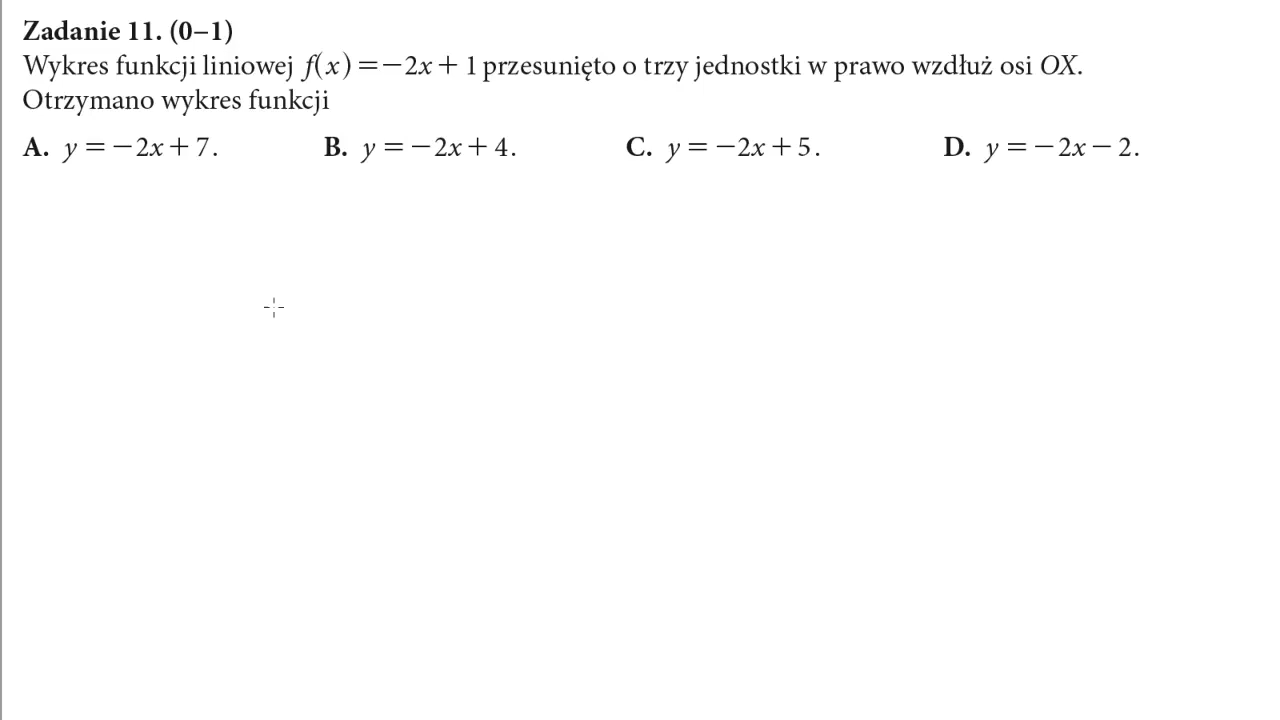 Zadanie 11. (0–1)
Wykres funkcji liniowej f(x) = −2x + 1 przesunięto o trzy jednostki w prawo wzdłuż osi OX.
Otrzymano wykres funkcji
A. y = −2x + 7. B. y = −2x + 4. C. y = −2x + 5. D. y = −2x − 2.